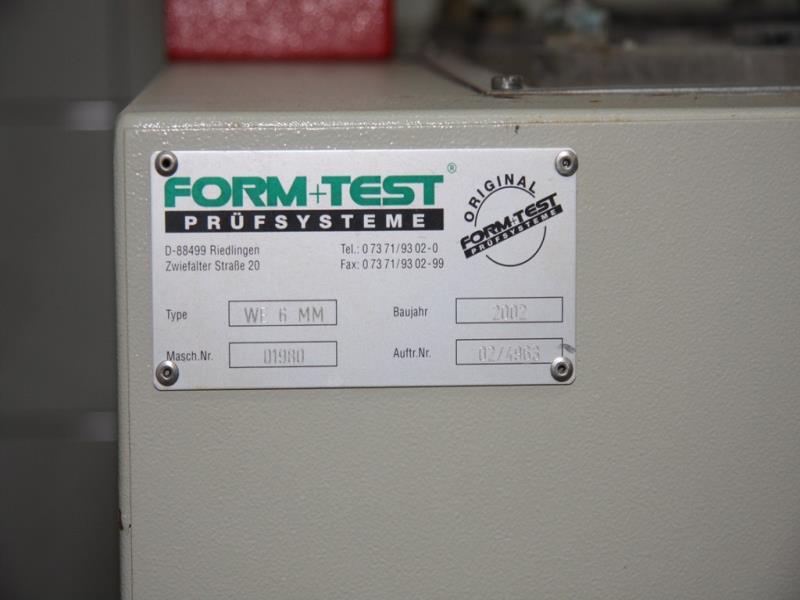 FORM+TEST®
PRÜFSYSTEME
D-88499 Riedlingen
Zwiefalter Straße 20
Tel.: 0 73 71/93 02-0
Fax: 0 73 71/93 02-99
ORIGINAL
FORM+TEST
PRÜFSYSTEME
Type WE 6 MM
Baujahr 2002
Masch.Nr. 01980
Auftr.Nr. 02/4963